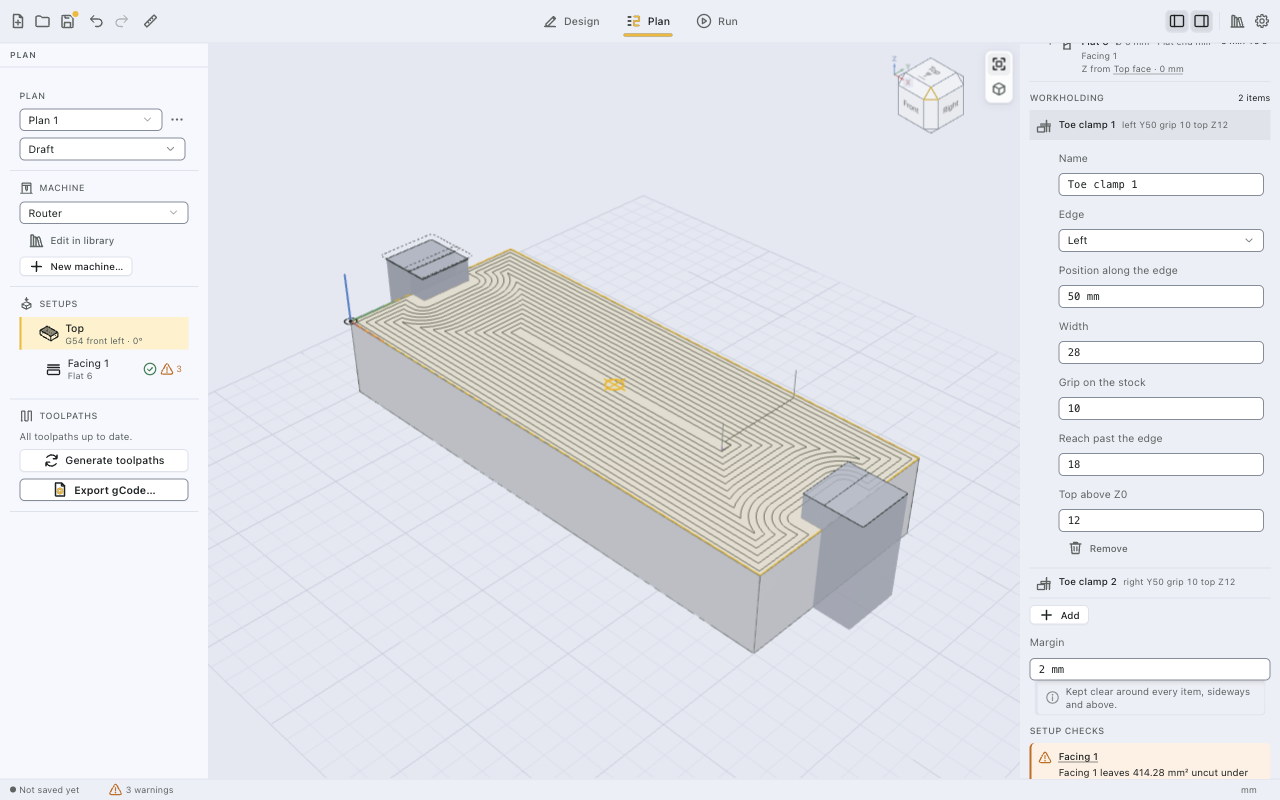 Design
Plan
Run
PLAN
PLAN
Plan 1
Draft
MACHINE
Router
Edit in library
New machine...
SETUPS
Top
G54 front left · 0°
Facing 1
3
Flat 6
TOOLPATHS
All toolpaths up to date.
Generate toolpaths
Export gCode...
Front
Right
Facing 1
Z from Top face · 0 mm
WORKHOLDING
2 items
Toe clamp 1 left Y50 grip 10 top Z12
Name
Toe clamp 1
Edge
Left
Position along the edge
50 mm
Width
28
Grip on the stock
10
Reach past the edge
18
Top above Z0
12
Remove
Toe clamp 2 right Y50 grip 10 top Z12
Add
Margin
2 mm
Kept clear around every item, sideways
and above.
SETUP CHECKS
Facing 1
Facing 1 leaves 414.28 mm² uncut under
Not saved yet
3 warnings
mm